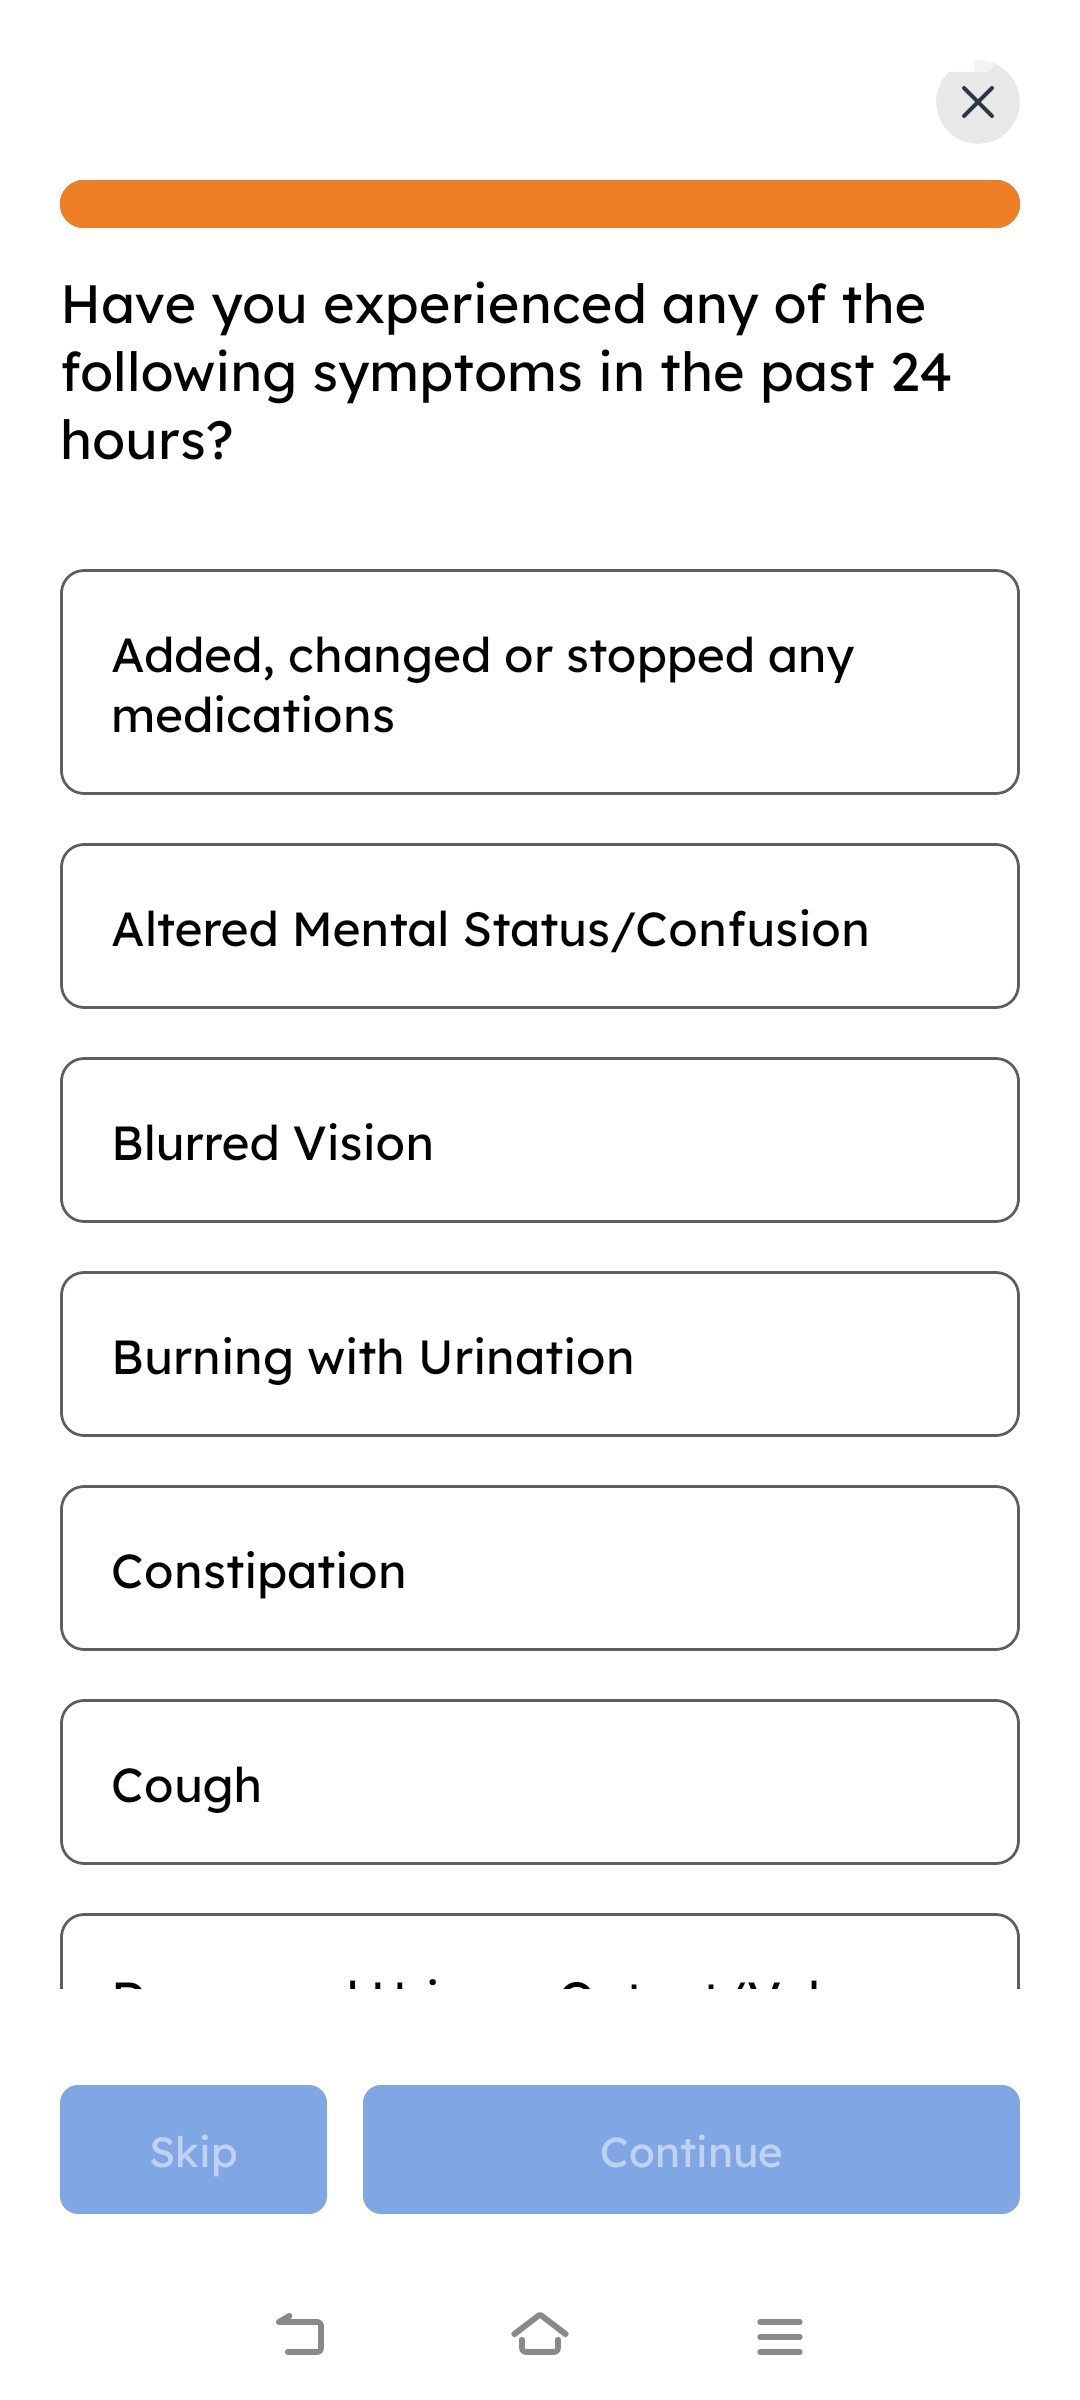 Have you experienced any of the
following symptoms in the past 24
hours?
Added, changed or stopped any
medications
Altered Mental Status/Confusion
Blurred Vision
Burning with Urination
Constipation
Cough
Skip
Continue